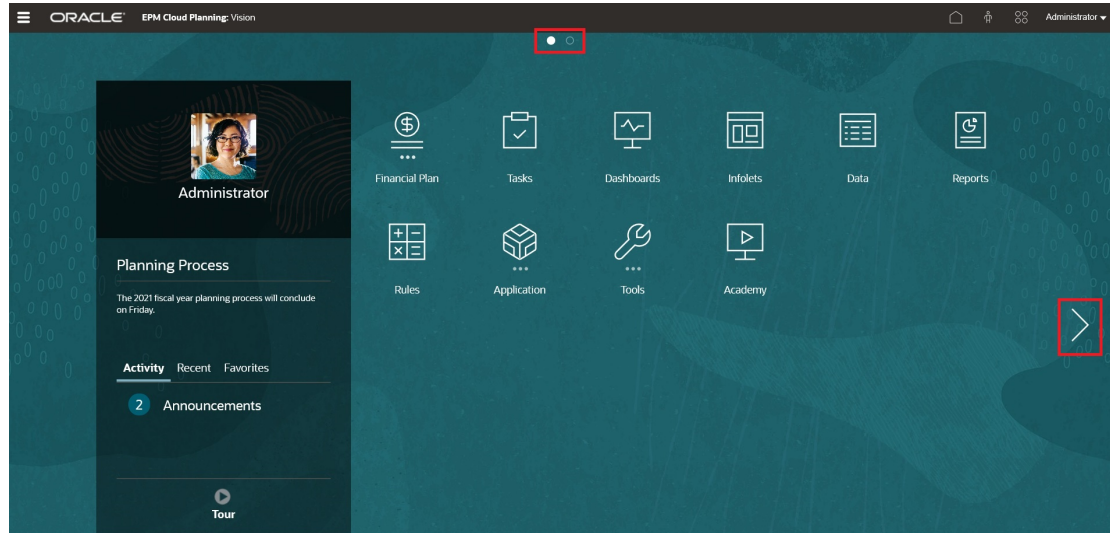 ORACLE EPM Cloud Planning: Vision Administrator
Administrator
Financial Plan Tasks Dashboards Infolets Data Reports
Rules Application Tools Academy
Planning Process
The 2021 fiscal year planning process will conclude
on Friday.
Activity Recent Favorites
2 Announcements
Tour